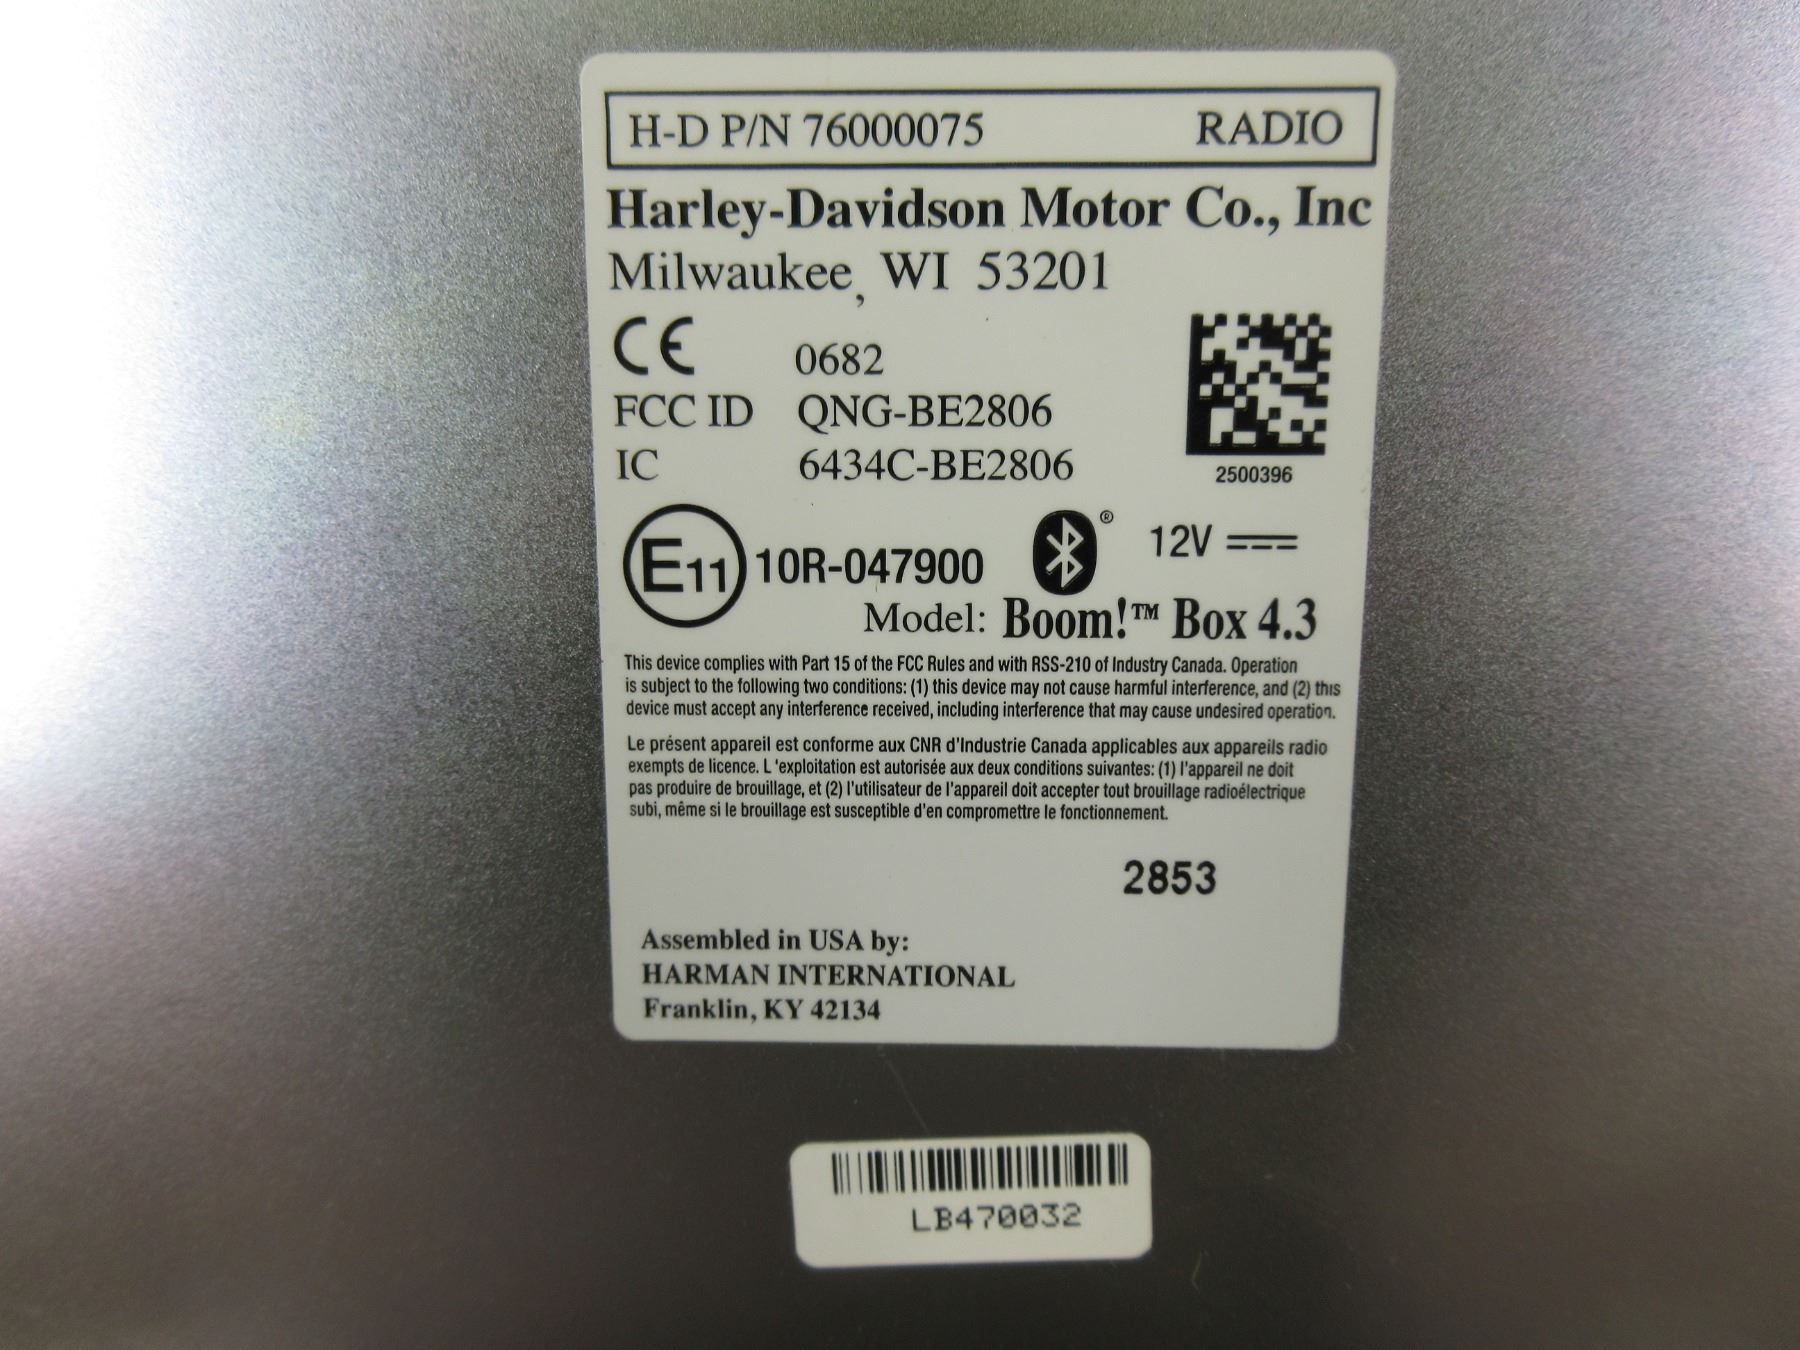 H-D P/N 76000075 RADIO
Harley-Davidson Motor Co., Inc
Milwaukee, WI 53201
CE 0682
FCC ID QNG-BE2806
IC 6434C-BE2806
2500396
E11 10R-047900 ® 12V
Model: Boom!™ Box 4.3
This device complies with Part 15 of the FCC Rules and with RSS-210 of Industry Canada. Operation
is subject to the following two conditions: (1) this device may not cause harmful interference, and (2) this
device must accept any interference received, including interference that may cause undesired operation.
Le présent appareil est conforme aux CNR d'Industrie Canada applicables aux appareils radio
exempts de licence. L 'exploitation est autorisée aux deux conditions suivantes: (1) l'appareil ne doit
pas produire de brouillage, et (2) l'utilisateur de l'appareil doit accepter tout brouillage radioélectrique
subi, même si le brouillage est susceptible d'en compromettre le fonctionnement.
2853
Assembled in USA by:
HARMAN INTERNATIONAL
Franklin, KY 42134
LB470032